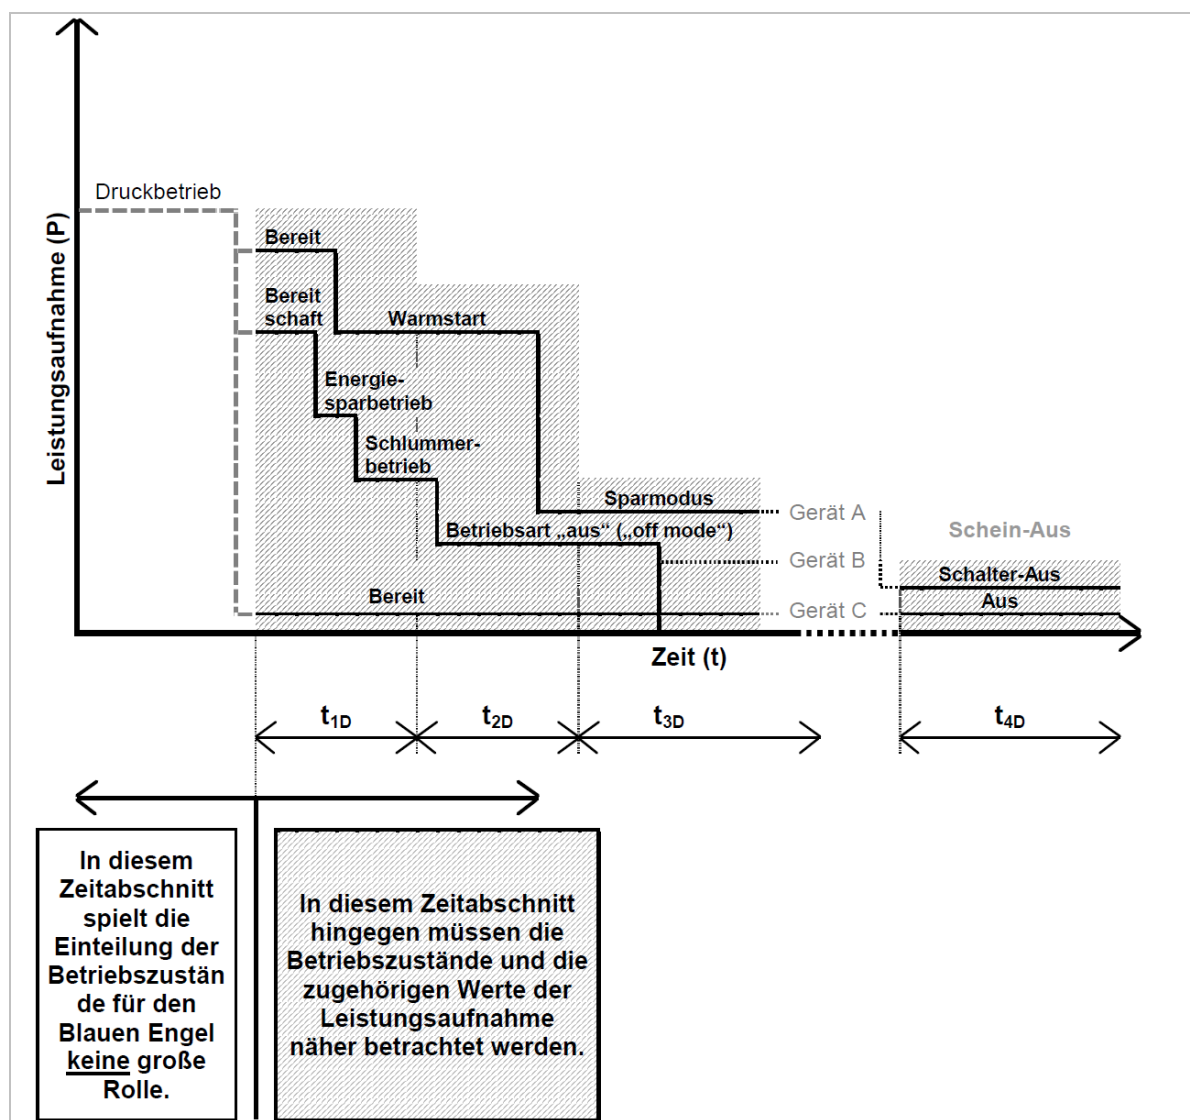 Druckbetrieb
Leistungsaufnahme (P)
Bereit
Bereit
schaft
Warmstart
Energie-
sparbetrieb
Schlummer-
betrieb
Sparmodus
Gerät A
Betriebsart „aus“ („off mode“)
Schein-Aus
Gerät B
Schalter-Aus
Bereit
Gerät C
Aus
Zeit (t)
t1D
t2D
t3D
t4D
In diesem
Zeitabschnitt
spielt die
Einteilung der
Betriebszustän
de für den
Blauen Engel
keine große
Rolle.
In diesem Zeitabschnitt
hingegen müssen die
Betriebszustände und die
zugehörigen Werte der
Leistungsaufnahme
näher betrachtet werden.